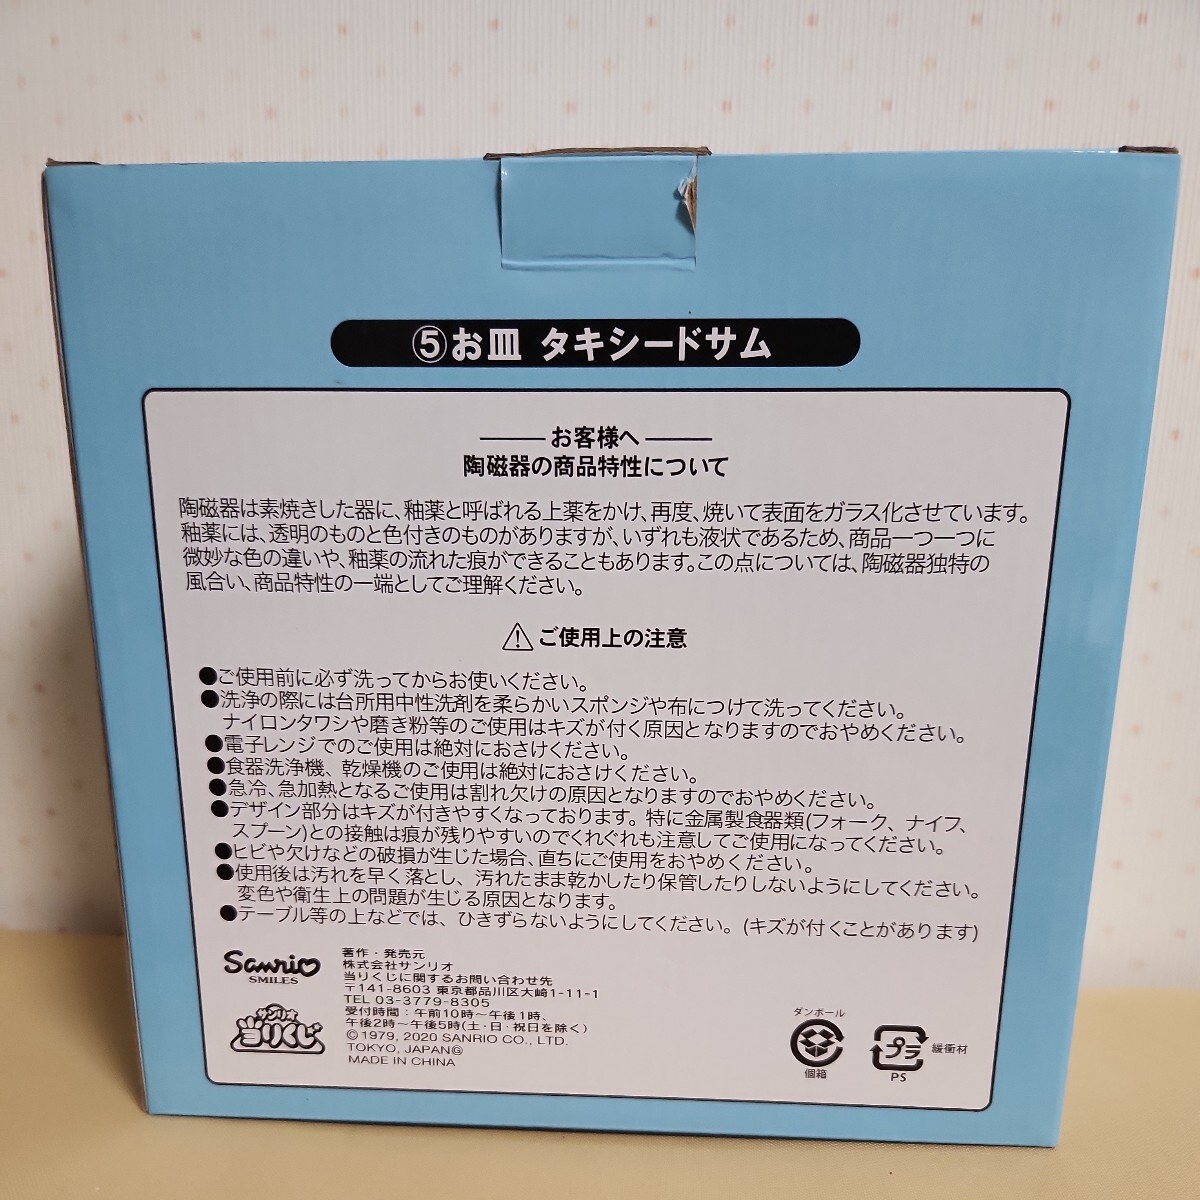 ⑤お皿 タキシードサム
お客様へ
陶磁器の商品特性について
陶磁器は素焼きした器に、釉薬と呼ばれる上薬をかけ、再度、焼いて表面をガラス化させています。
釉薬には、透明のものと色付きのものがありますが、いずれも液状であるため、商品一つ一つに
微妙な色の違いや、釉薬の流れた痕ができることもあります。この点については、陶磁器独特の
風合い、商品特性の一端としてご理解ください。
ご使用上の注意
●ご使用前に必ず洗ってからお使いください。
●洗浄の際には台所用中性洗剤を柔らかいスポンジや布につけて洗ってください。
ナイロンタワシや磨き粉等のご使用はキズが付く原因となりますのでおやめください。
●電子レンジでのご使用は絶対におさけください。
●食器洗浄機、乾燥機のご使用は絶対におさけください。
●急冷、急加熱となるご使用は割れ欠けの原因となりますのでおやめください。
●デザイン部分はキズが付きやすくなっております。特に金属製食器類(フォーク、ナイフ、
スプーン)との接触は痕が残りやすいのでくれぐれも注意してご使用になってください。
●ヒビや欠けなどの破損が生じた場合、直ちにご使用をおやめください。
●使用後は汚れを早く落とし、汚れたまま乾かしたり保管したりしないようにしてください。
変色や衛生上の問題が生じる原因となります。
●テーブル等の上などでは、ひきずらないようにしてください。(キズが付くことがあります)
Sanrio
SMILES
サンリオ
当りくじ
著作・発売元
株式会社サンリオ
当りくじに関するお問い合わせ先
〒141-8603 東京都品川区大崎1-11-1
TEL 03-3779-8305
受付時間:午前10時〜午後1時、
午後2時〜午後5時(土・日・祝日を除く)
©1979, 2020 SANRIO CO., LTD.
TOKYO, JAPAN Ⓖ
MADE IN CHINA
ダンボール
個箱
プラ
PS
緩衝材